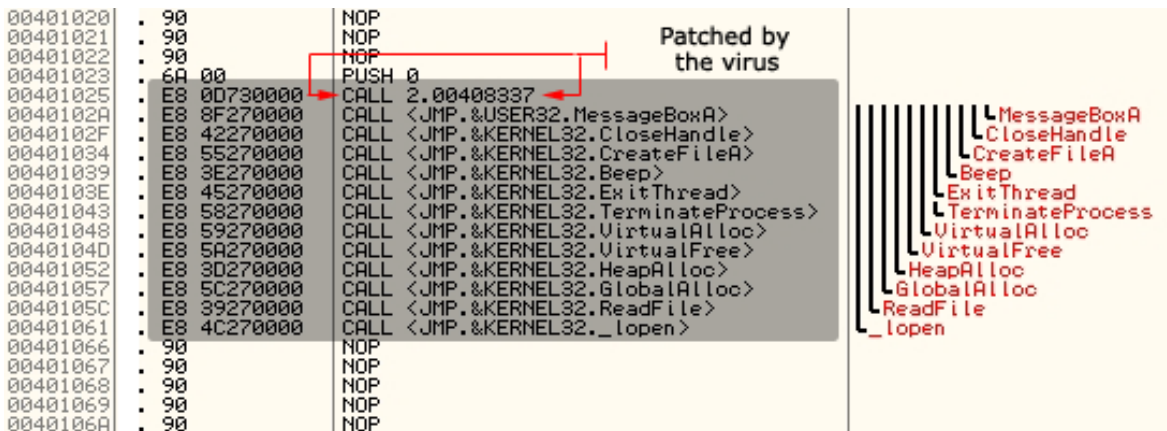 00401020 . 90 NOP
00401021 . 90 NOP Patched by
00401022 . 90 NOP the virus
00401023 . 6A 00 PUSH 0
00401025 . E8 0D730000 CALL 2.00408337
0040102A . E8 8F270000 CALL <JMP.&USER32.MessageBoxA> MessageBoxA
0040102F . E8 42270000 CALL <JMP.&KERNEL32.CloseHandle> CloseHandle
00401034 . E8 55270000 CALL <JMP.&KERNEL32.CreateFileA> CreateFileA
00401039 . E8 3E270000 CALL <JMP.&KERNEL32.Beep> Beep
0040103E . E8 45270000 CALL <JMP.&KERNEL32.ExitThread> ExitThread
00401043 . E8 58270000 CALL <JMP.&KERNEL32.TerminateProcess> TerminateProcess
00401048 . E8 59270000 CALL <JMP.&KERNEL32.VirtualAlloc> VirtualAlloc
0040104D . E8 5A270000 CALL <JMP.&KERNEL32.VirtualFree> VirtualFree
00401052 . E8 3D270000 CALL <JMP.&KERNEL32.HeapAlloc> HeapAlloc
00401057 . E8 5C270000 CALL <JMP.&KERNEL32.GlobalAlloc> GlobalAlloc
0040105C . E8 39270000 CALL <JMP.&KERNEL32.ReadFile> ReadFile
00401061 . E8 4C270000 CALL <JMP.&KERNEL32._lopen> _lopen
00401066 . 90 NOP
00401067 . 90 NOP
00401068 . 90 NOP
00401069 . 90 NOP
0040106A . 90 NOP